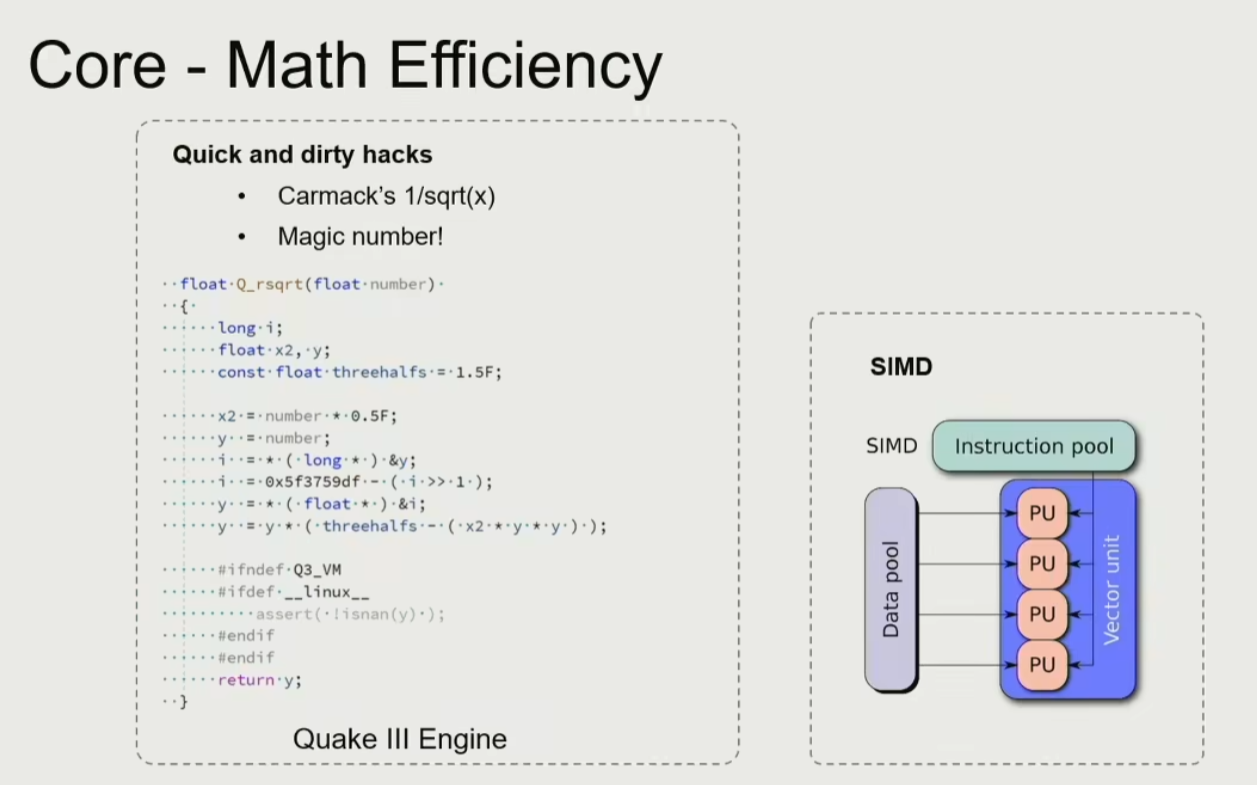 Core - Math Efficiency
Quick and dirty hacks
• Carmack's 1/sqrt(x)
• Magic number!
float Q_rsqrt(float number)
{
long i;
float x2, y;
const float threehalfs = 1.5F;
x2 = number * 0.5F;
y  = number;
i  = * ( long * ) &y;
i  = 0x5f3759df - ( i >> 1 );
y  = * ( float * ) &i;
y  = y * ( threehalfs - ( x2 * y * y ) );
#ifndef Q3_VM
#ifdef __linux__
assert( !isnan(y) );
#endif
#endif
return y;
}
Quake III Engine
SIMD
SIMD
Instruction pool
Data pool
PU
PU
PU
PU
Vector unit